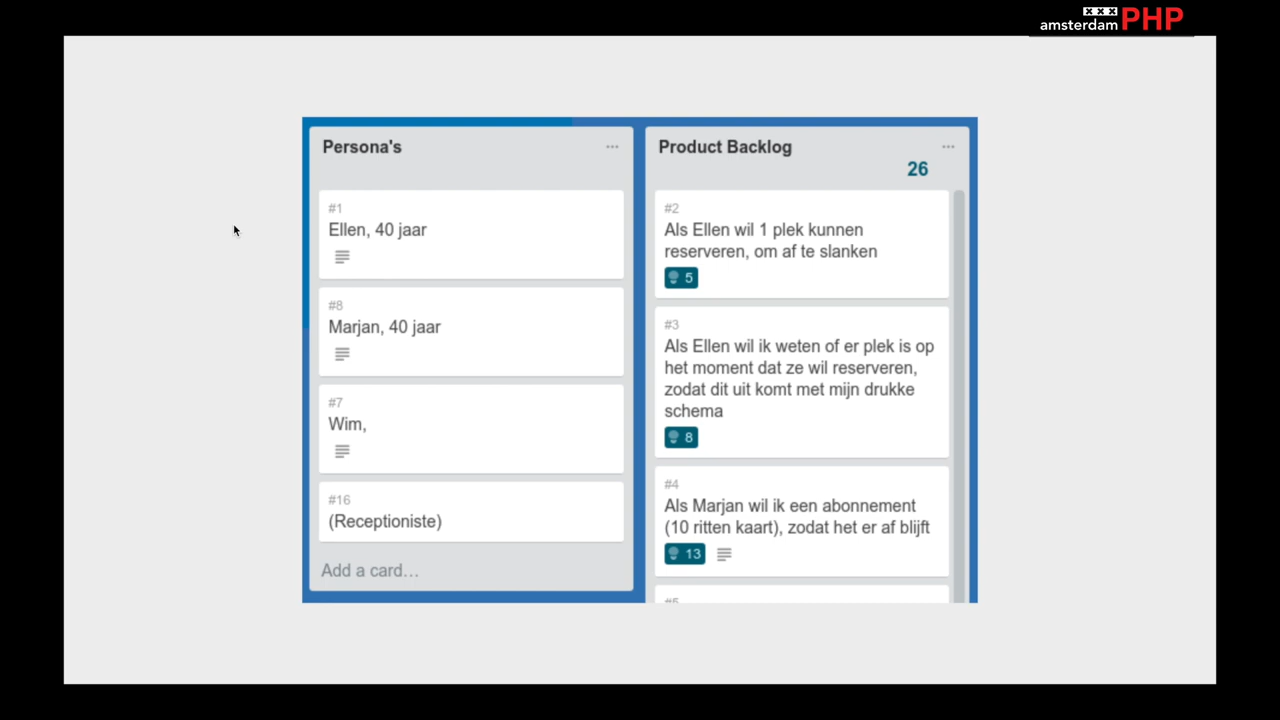 xxx
amsterdam PHP
Persona's
#1
Ellen, 40 jaar
#8
Marjan, 40 jaar
#7
Wim,
#16
(Receptioniste)
Add a card…
Product Backlog
26
#2
Als Ellen wil 1 plek kunnen
reserveren, om af te slanken
5
#3
Als Ellen wil ik weten of er plek is op
het moment dat ze wil reserveren,
zodat dit uit komt met mijn drukke
schema
8
#4
Als Marjan wil ik een abonnement
(10 ritten kaart), zodat het er af blijft
13